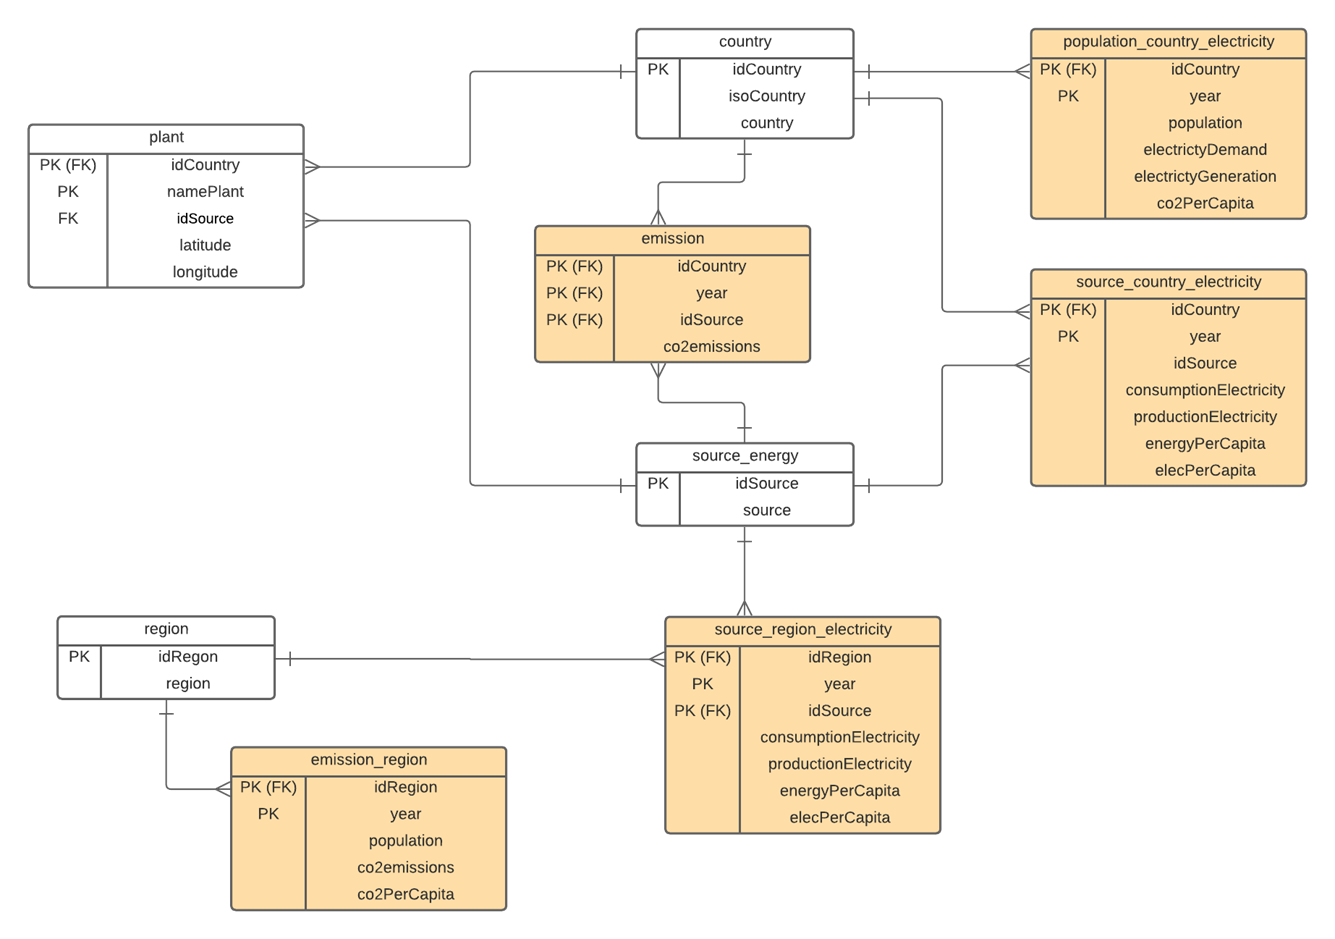 country
PK idCountry
isoCountry
country
population_country_electricity
PK (FK) idCountry
PK year
population
electrictyDemand
electrictyGeneration
co2PerCapita
plant
PK (FK) idCountry
PK namePlant
FK idSource
latitude
longitude
emission
PK (FK) idCountry
PK (FK) year
PK (FK) idSource
co2emissions
source_country_electricity
PK (FK) idCountry
PK year
idSource
consumptionElectricity
productionElectricity
energyPerCapita
elecPerCapita
source_energy
PK idSource
source
region
PK idRegon
region
source_region_electricity
PK (FK) idRegion
PK year
PK (FK) idSource
consumptionElectricity
productionElectricity
energyPerCapita
elecPerCapita
emission_region
PK (FK) idRegion
PK year
population
co2emissions
co2PerCapita